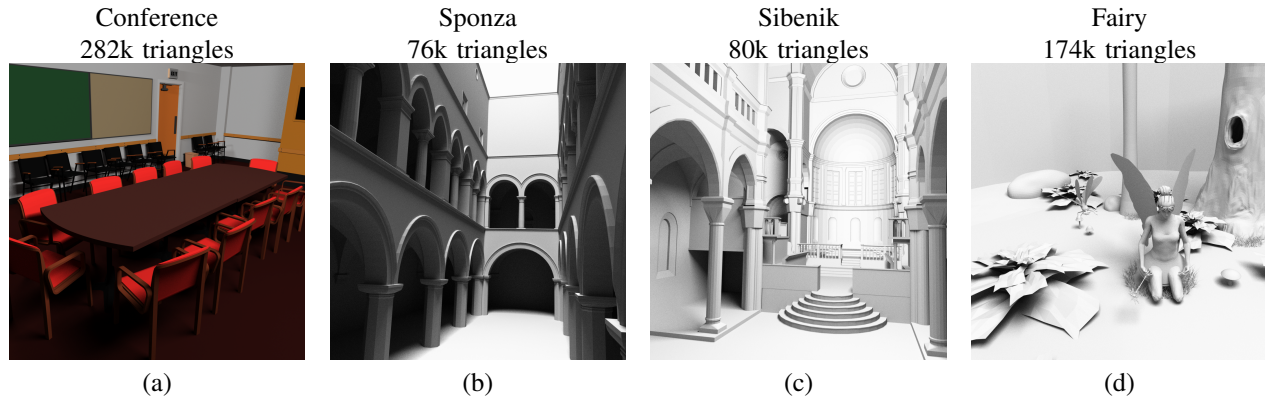 Conference
282k triangles
Sponza
76k triangles
Sibenik
80k triangles
Fairy
174k triangles
(a)
(b)
(c)
(d)